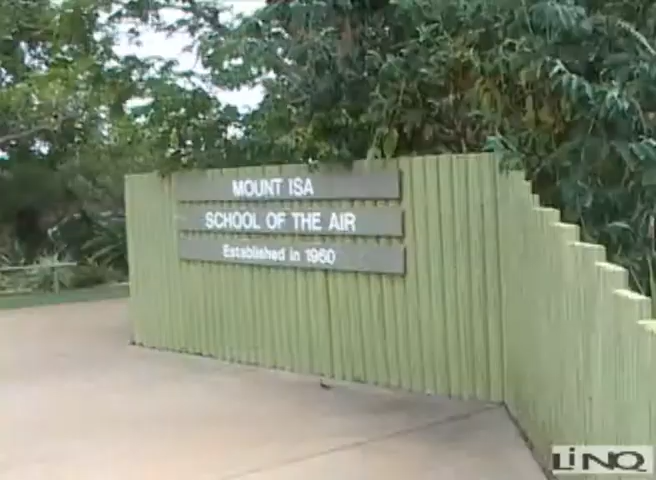 MOUNT ISA
SCHOOL OF THE AIR
Established in 1960
LiNQ